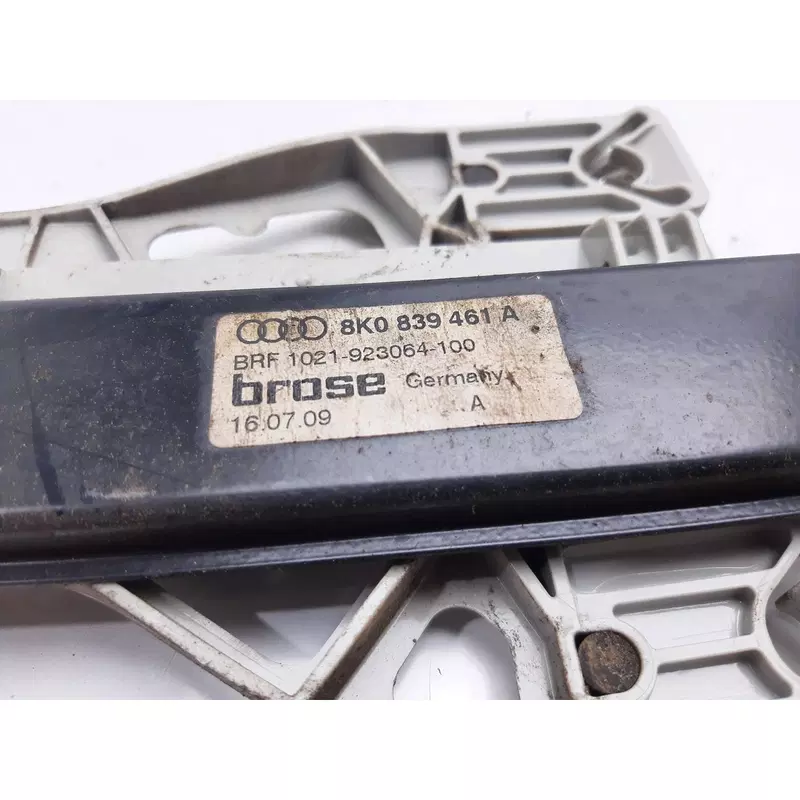 8K0 839 461 A
BRF 1021-923064-100
brose Germany
16.07.09 A